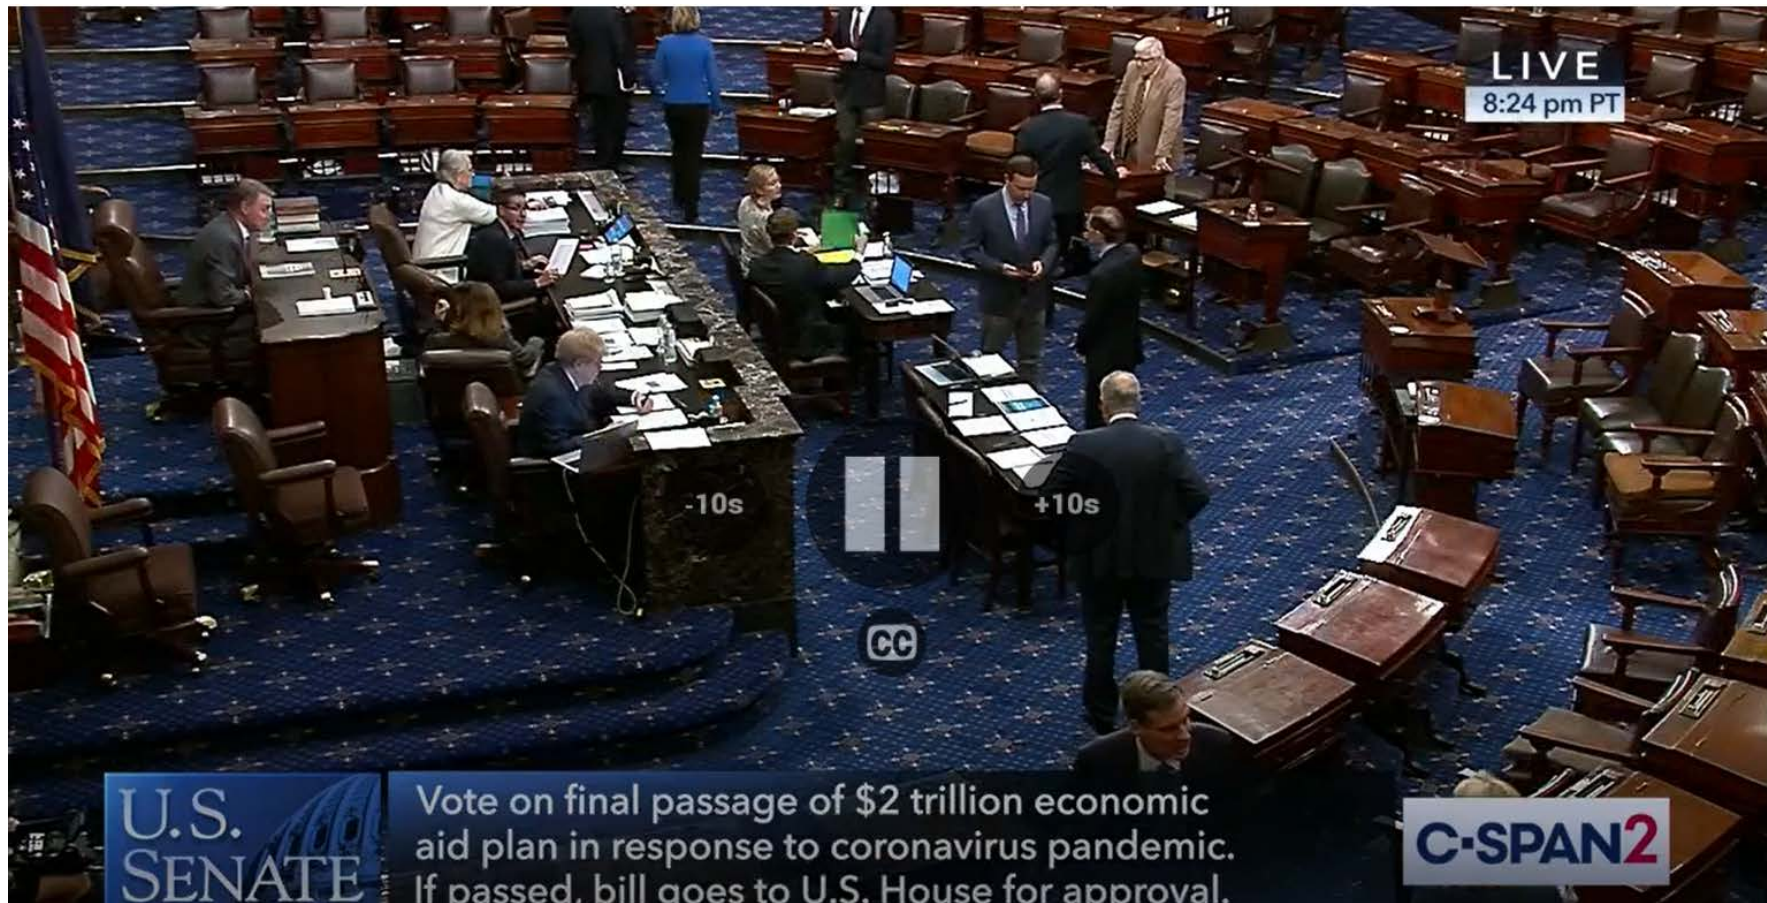 LIVE
8:24 pm PT
-10s
+10s
CC
U.S.
SENATE
Vote on final passage of $2 trillion economic
aid plan in response to coronavirus pandemic.
If passed, bill goes to U.S. House for approval.
C-SPAN2